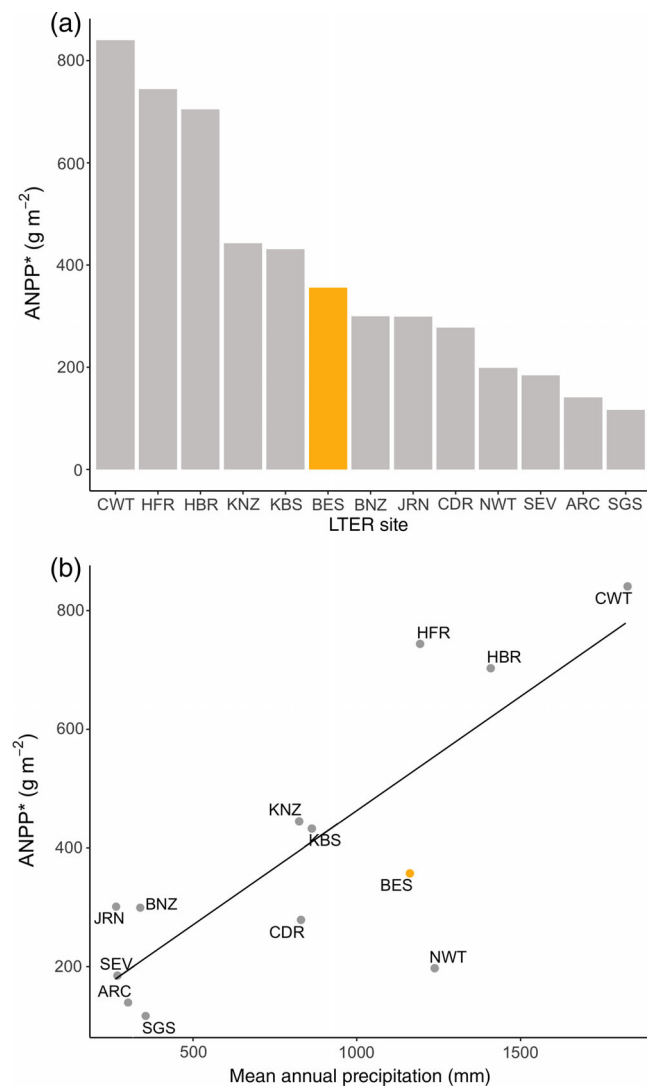 (a)
800
600
400
200
0
ANPP* (g m−2)
CWT HFR HBR KNZ KBS BES BNZ JRN CDR NWT SEV ARC SGS
LTER site
(b)
800
600
400
200
ANPP* (g m−2)
CWT
HFR
HBR
KNZ
KBS
BES
JRN
BNZ
CDR
NWT
SEV
ARC
SGS
500 1000 1500
Mean annual precipitation (mm)